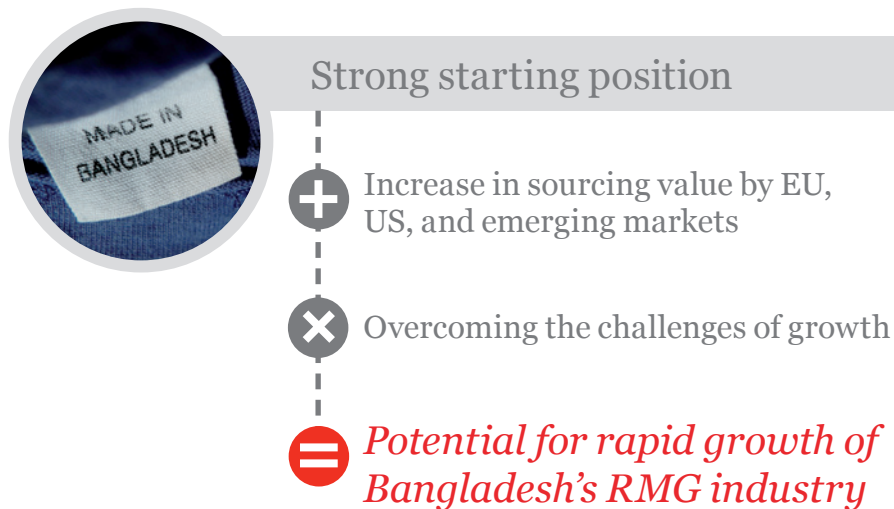 MADE IN
BANGLADESH
Strong starting position
Increase in sourcing value by EU,
US, and emerging markets
Overcoming the challenges of growth
Potential for rapid growth of
Bangladesh’s RMG industry